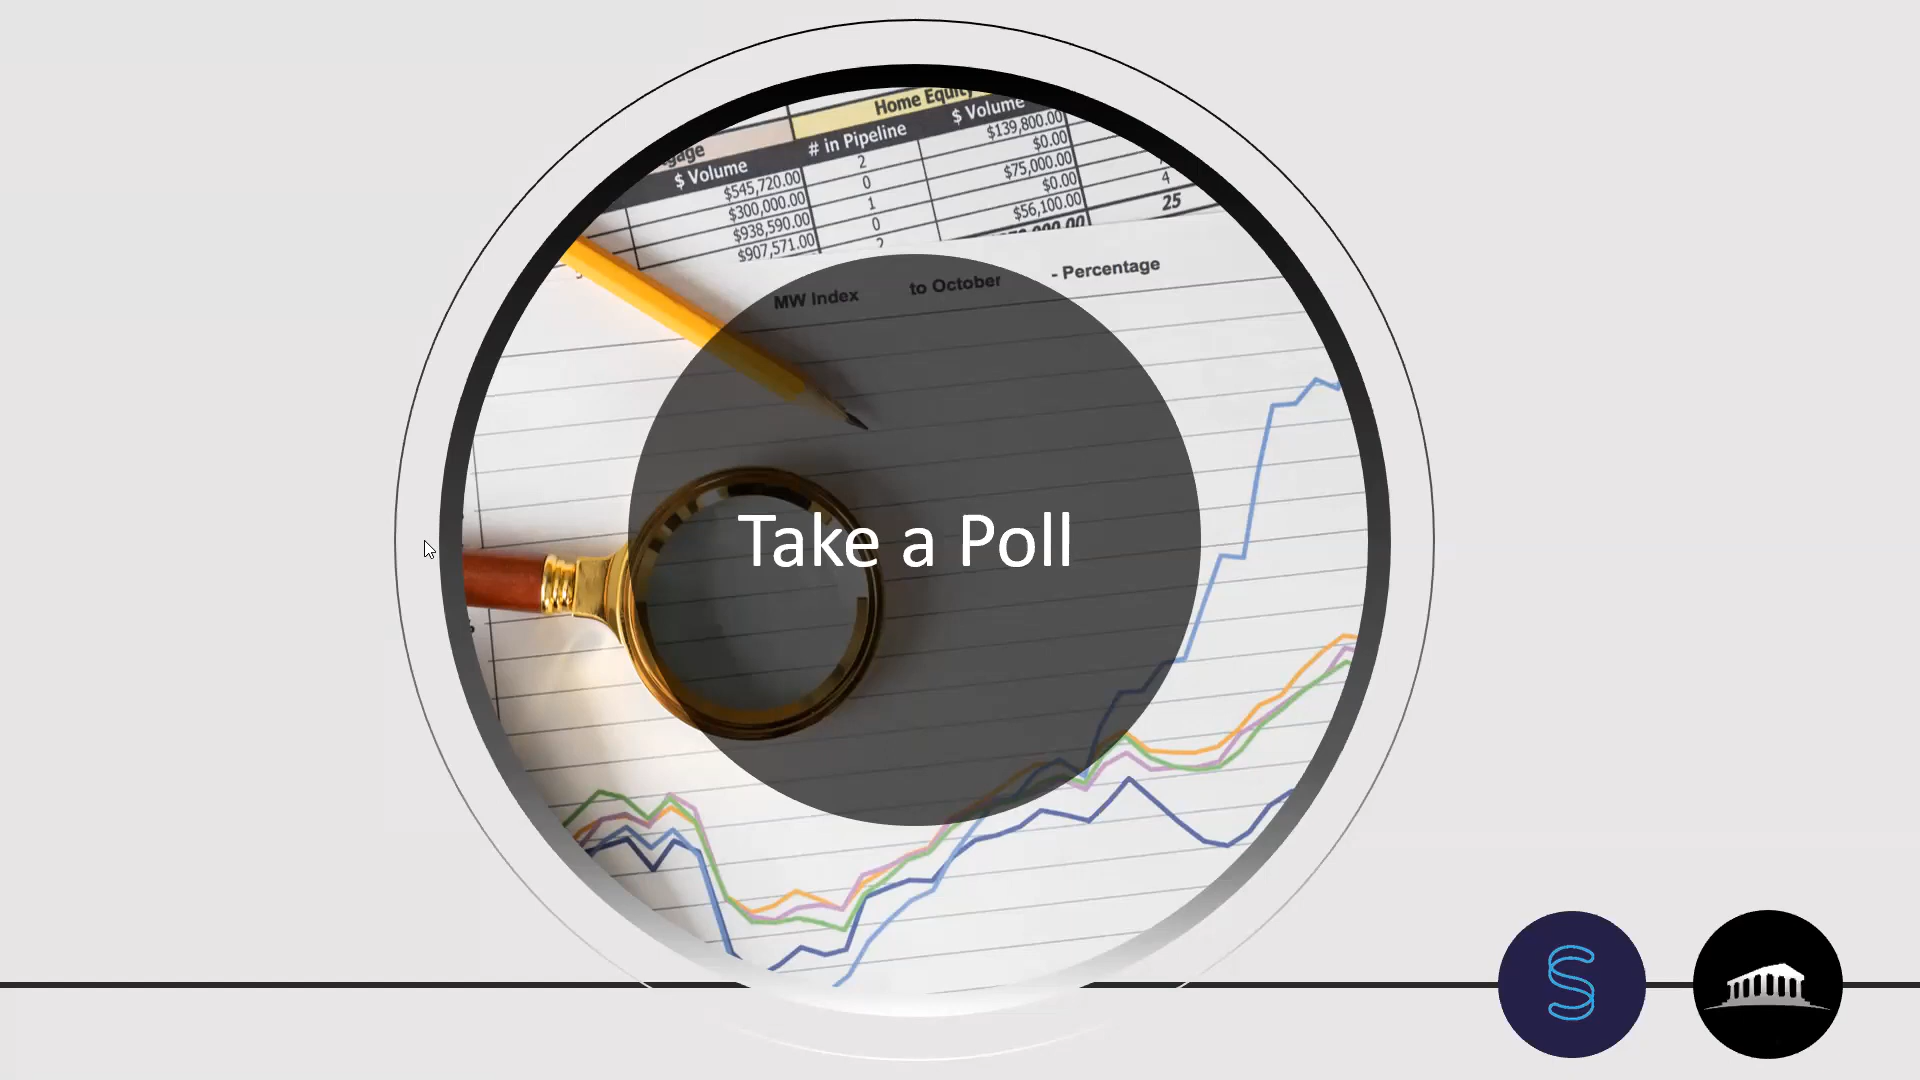 Home Equity
$ Volume
# in Pipeline
$ Volume
$139,800.00
$545,720.00
2
$0.00
$300,000.00
0
$75,000.00
$938,590.00
1
$0.00
4
$907,571.00
0
$56,100.00
25
2
MW Index to October - Percentage
Take a Poll